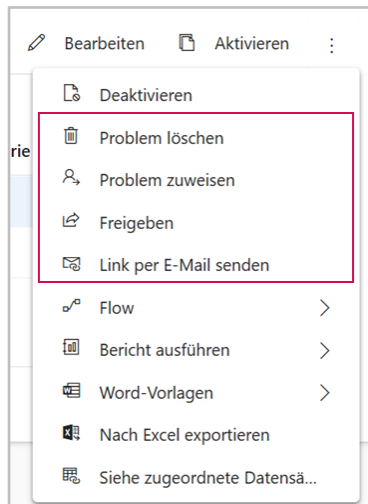 Bearbeiten Aktivieren
Deaktivieren
rie
Problem löschen
Problem zuweisen
Freigeben
Link per E-Mail senden
Flow
Bericht ausführen
Word-Vorlagen
Nach Excel exportieren
Siehe zugeordnete Datensä...